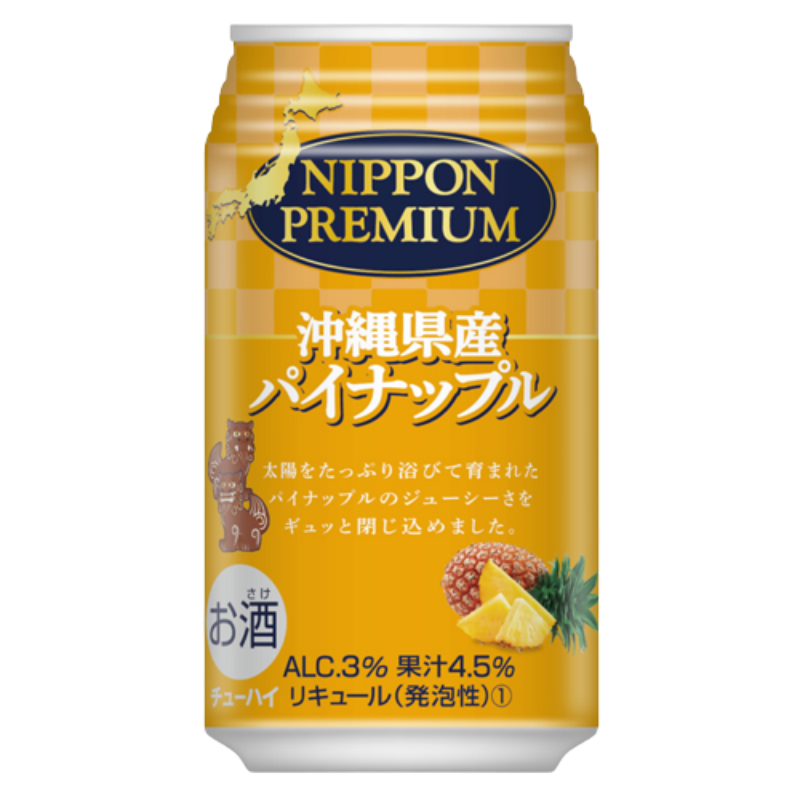 NIPPON
PREMIUM
沖縄県産
パイナップル
太陽をたっぷり浴びて育まれた
パイナップルのジューシーさを
ギュッと閉じ込めました。
さけ
お酒
ALC.3% 果汁4.5%
チューハイ リキュール(発泡性)①